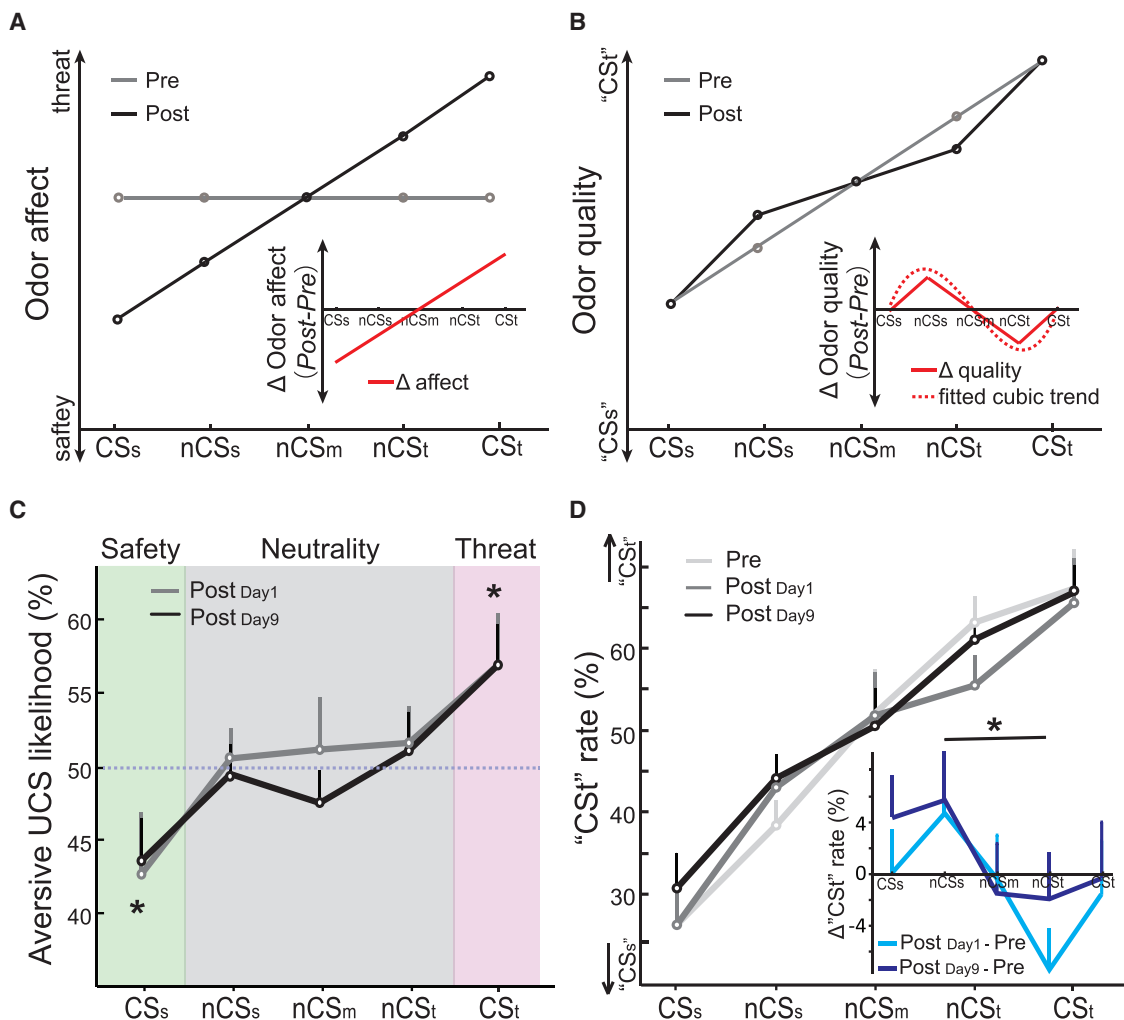 A
threat
Odor affect
saftey
Pre
Post
Δ Odor affect
(Post-Pre)
CSs nCSs nCSm nCSt CSt
Δ affect
CSs nCSs nCSm nCSt CSt
B
"CSt"
Odor quality
"CSs"
Pre
Post
Δ Odor quality
(Post-Pre)
CSs nCSs nCSm nCSt CSt
Δ quality
fitted cubic trend
CSs nCSs nCSm nCSt CSt
C
Safety Neutrality Threat
Aversive UCS likelihood (%)
Post Day1
Post Day9
*
60
55
50
45
40
*
CSs nCSs nCSm nCSt CSt
D
"CSt"
"CSt" rate (%)
"CSs"
Pre
Post Day1
Post Day9
60
50
30
*
Δ"CSt" rate (%)
4
0
-4
CSs nCSs nCSm nCSt CSt
Post Day1 - Pre
Post Day9 - Pre
CSs nCSs nCSm nCSt CSt